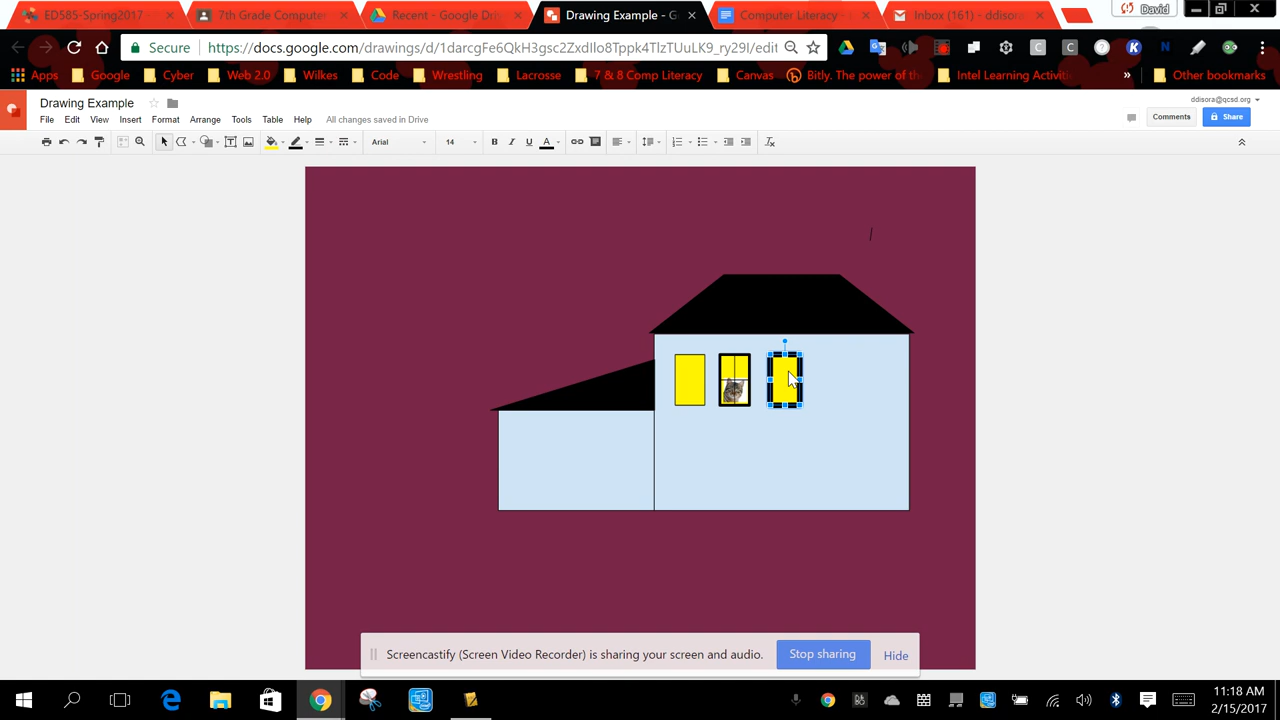 ED585-Spring2017 - 
7th Grade Computer
Recent - Google Dri
Drawing Example - G
Computer Literacy -
Inbox (161) - ddisora
David
Secure
https://docs.google.com/drawings/d/1darcgFe6QkH3gsc2ZxdIlo8Tppk4TlzTUuLK9_ry29I/edit
Apps
Google
Cyber
Web 2.0
Wilkes
Code
Wrestling
Lacrosse
7 & 8 Comp Literacy
Canvas
Bitly. The power of the
Intel Learning Activiti
»
Other bookmarks
Drawing Example
ddisora@qcsd.org
File Edit View Insert Format Arrange Tools Table Help All changes saved in Drive
Comments
Share
Arial
14
B I U A
Screencastify (Screen Video Recorder) is sharing your screen and audio.
Stop sharing
Hide
11:18 AM
2/15/2017